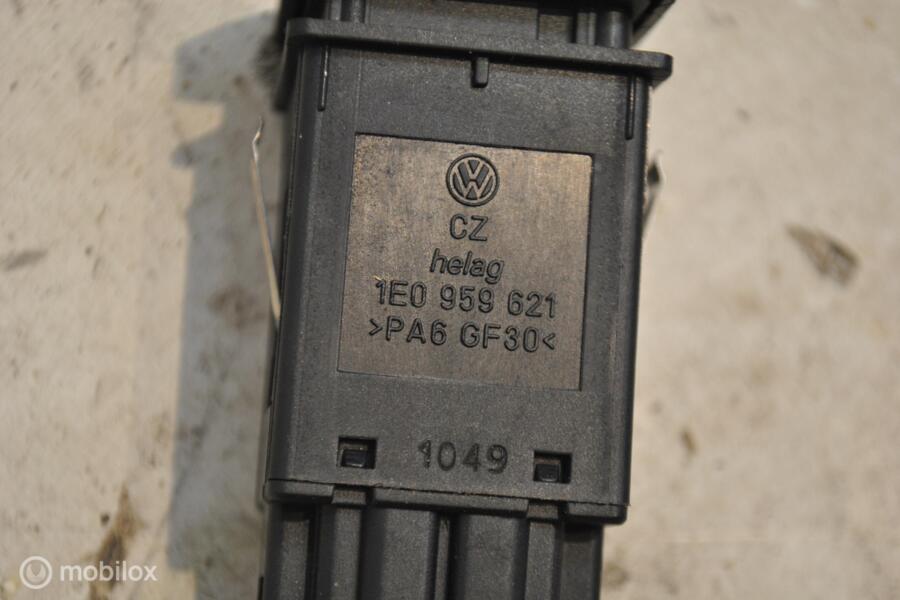 VW
CZ
helag
1E0 959 621
>PA6 GF30<
1049
mobilox